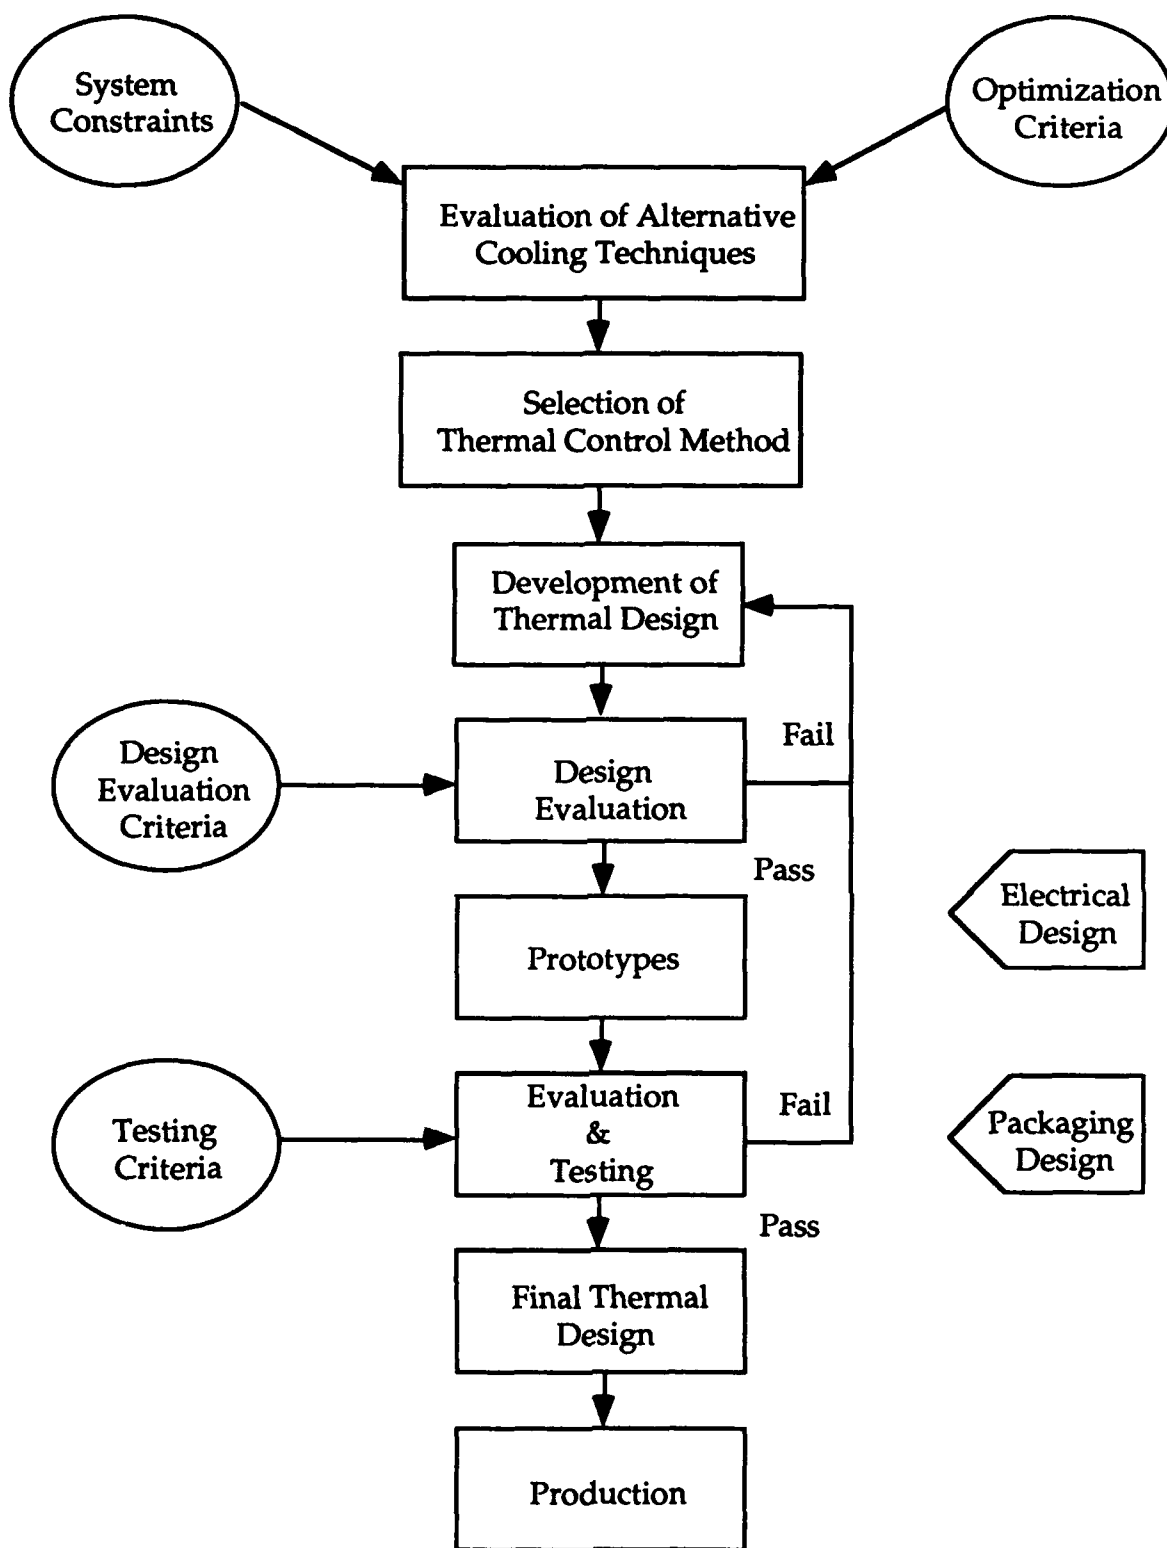 System
Constraints
Optimization
Criteria
Evaluation of Alternative
Cooling Techniques
Selection of
Thermal Control Method
Development of
Thermal Design
Design
Evaluation
Criteria
Design
Evaluation
Fail
Pass
Electrical
Design
Prototypes
Testing
Criteria
Evaluation
&
Testing
Fail
Packaging
Design
Pass
Final Thermal
Design
Production